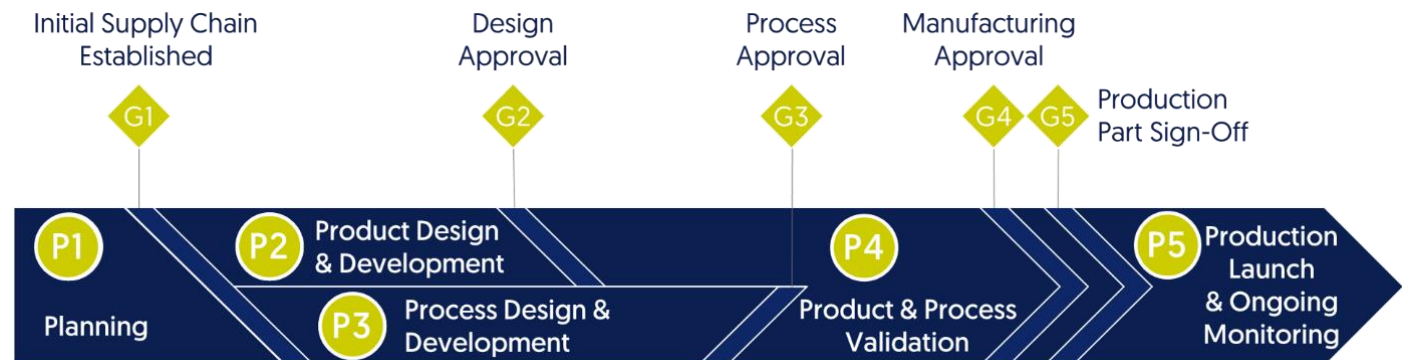 Initial Supply Chain
Established
Design
Approval
Process
Approval
Manufacturing
Approval
G1
G2
G3
G4
G5
Production
Part Sign-Off
P1
Planning
P2
Product Design
& Development
P3
Process Design &
Development
P4
Product & Process
Validation
P5
Production
Launch
& Ongoing
Monitoring